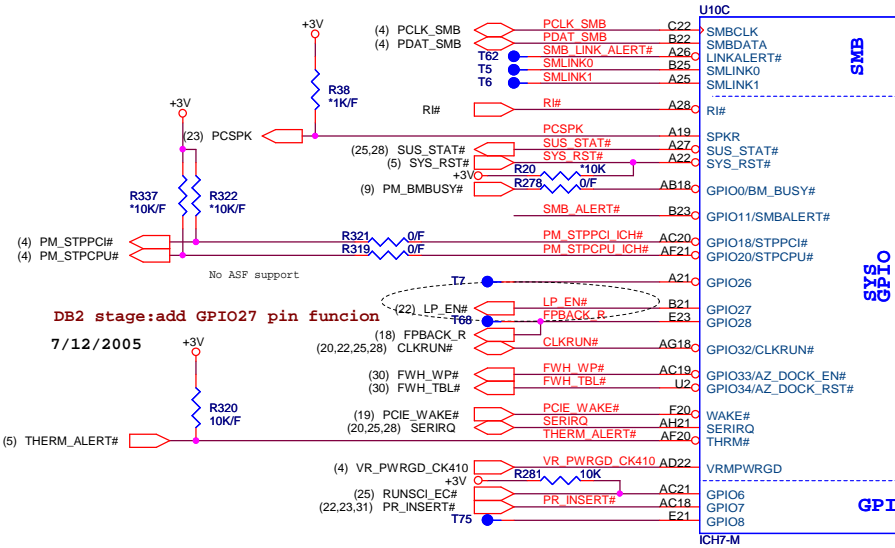 U10C
+3V
(4) PCLK_SMB PCLK_SMB C22 SMBCLK
(4) PDAT_SMB PDAT_SMB B22 SMBDATA
T62 SMB_LINK_ALERT# A26 LINKALERT#
T5 SMLINK0 B25 SMLINK0
T6 SMLINK1 A25 SMLINK1
SMB
R38
*1K/F
+3V
RI# RI# A28 RI#
(23) PCSPK PCSPK A19 SPKR
(25,28) SUS_STAT# SUS_STAT# A27 SUS_STAT#
(5) SYS_RST# SYS_RST# A22 SYS_RST#
+3V R20 *10K
(9) PM_BMBUSY# R278 0/F AB18 GPIO0/BM_BUSY#
R337
*10K/F
R322
*10K/F
SMB_ALERT# B23 GPIO11/SMBALERT#
(4) PM_STPPCI# R321 0/F PM_STPPCI_ICH# AC20 GPIO18/STPPCI#
(4) PM_STPCPU# R319 0/F PM_STPCPU_ICH# AF21 GPIO20/STPCPU#
No ASF support
T7 A21 GPIO26
SYS
GPIO
(22) LP_EN# LP_EN# B21 GPIO27
T68 FPBACK_R E23 GPIO28
DB2 stage:add GPIO27 pin funcion
(18) FPBACK_R
7/12/2005
(20,22,25,28) CLKRUN# CLKRUN# AG18 GPIO32/CLKRUN#
+3V
(30) FWH_WP# FWH_WP# AC19 GPIO33/AZ_DOCK_EN#
(30) FWH_TBL# FWH_TBL# U2 GPIO34/AZ_DOCK_RST#
R320
10K/F
(19) PCIE_WAKE# PCIE_WAKE# F20 WAKE#
(20,25,28) SERIRQ SERIRQ AH21 SERIRQ
(5) THERM_ALERT# THERM_ALERT# AF20 THRM#
(4) VR_PWRGD_CK410 VR_PWRGD_CK410 AD22 VRMPWRGD
+3V R281 10K
(25) RUNSCI_EC# AC21 GPIO6
(22,23,31) PR_INSERT# PR_INSERT# AC18 GPIO7
T75 E21 GPIO8
GPI
ICH7-M